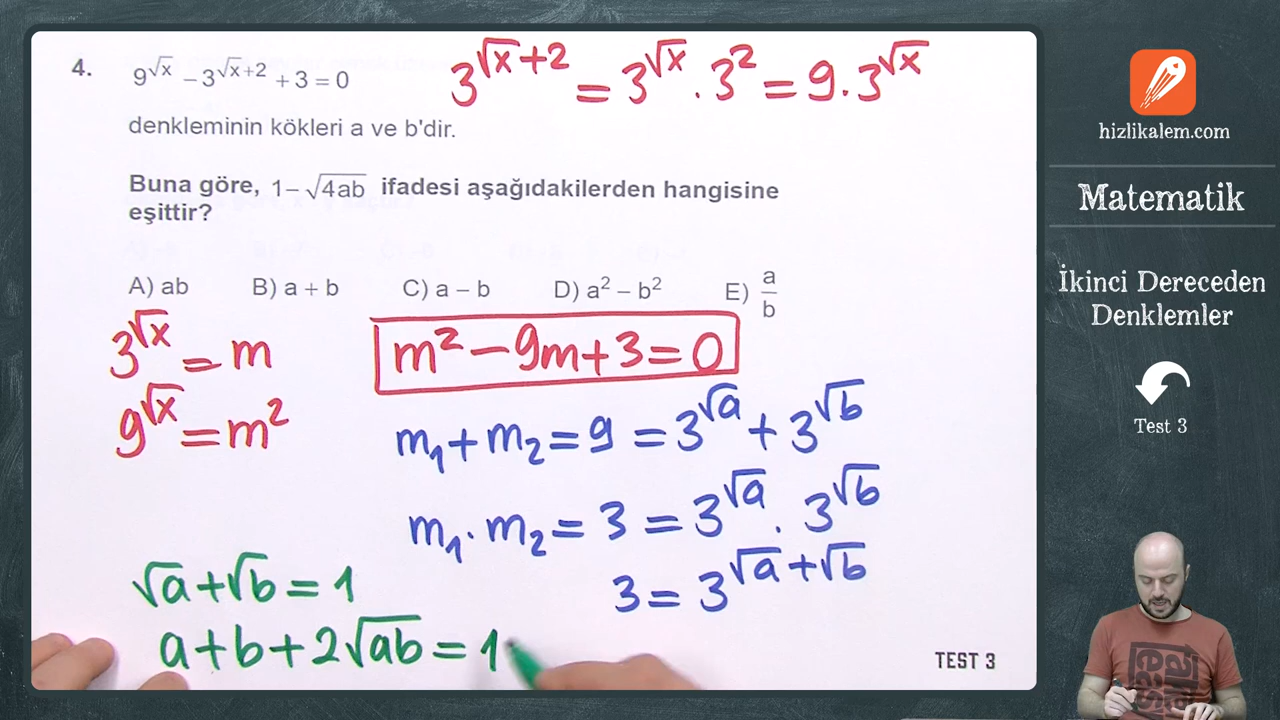 4. 9^√x − 3^√x+2 + 3 = 0
3^√x+2 = 3^√x . 3^2 = 9 . 3^√x
denkleminin kökleri a ve b'dir.
Buna göre, 1−√4ab ifadesi aşağıdakilerden hangisine
eşittir?
A) ab B) a + b C) a − b D) a² − b² E) a/b
3^√x = m
9^√x = m²
m² − 9m + 3 = 0
m₁ + m₂ = 9 = 3^√a + 3^√b
m₁ . m₂ = 3 = 3^√a . 3^√b
3 = 3^√a+√b
√a + √b = 1
a + b + 2√ab = 1
TEST 3
hizlikalem.com
Matematik
İkinci Dereceden
Denklemler
Test 3